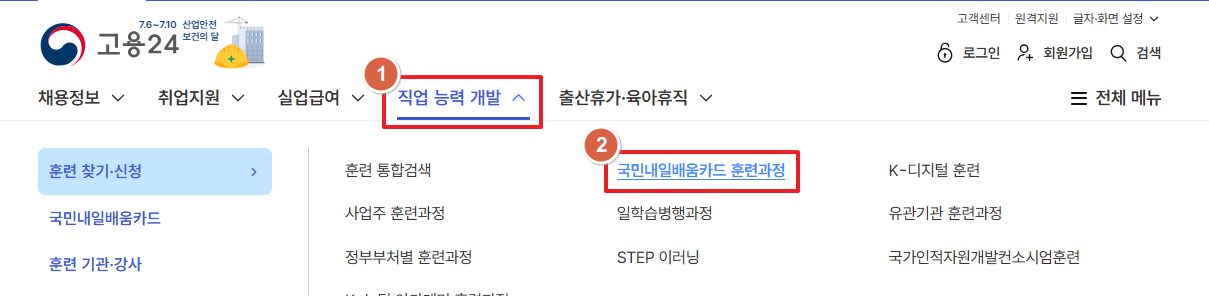 고객센터 원격지원 글자·화면 설정
7.6~7.10 산업안전
보건의 달
고용24
로그인 회원가입 검색
1
채용정보 취업지원 실업급여 직업 능력 개발 출산휴가·육아휴직 전체 메뉴
2
훈련 찾기·신청 훈련 통합검색 국민내일배움카드 훈련과정 K-디지털 훈련
국민내일배움카드 사업주 훈련과정 일학습병행과정 유관기관 훈련과정
훈련 기관·강사 정부부처별 훈련과정 STEP 이러닝 국가인적자원개발컨소시엄훈련